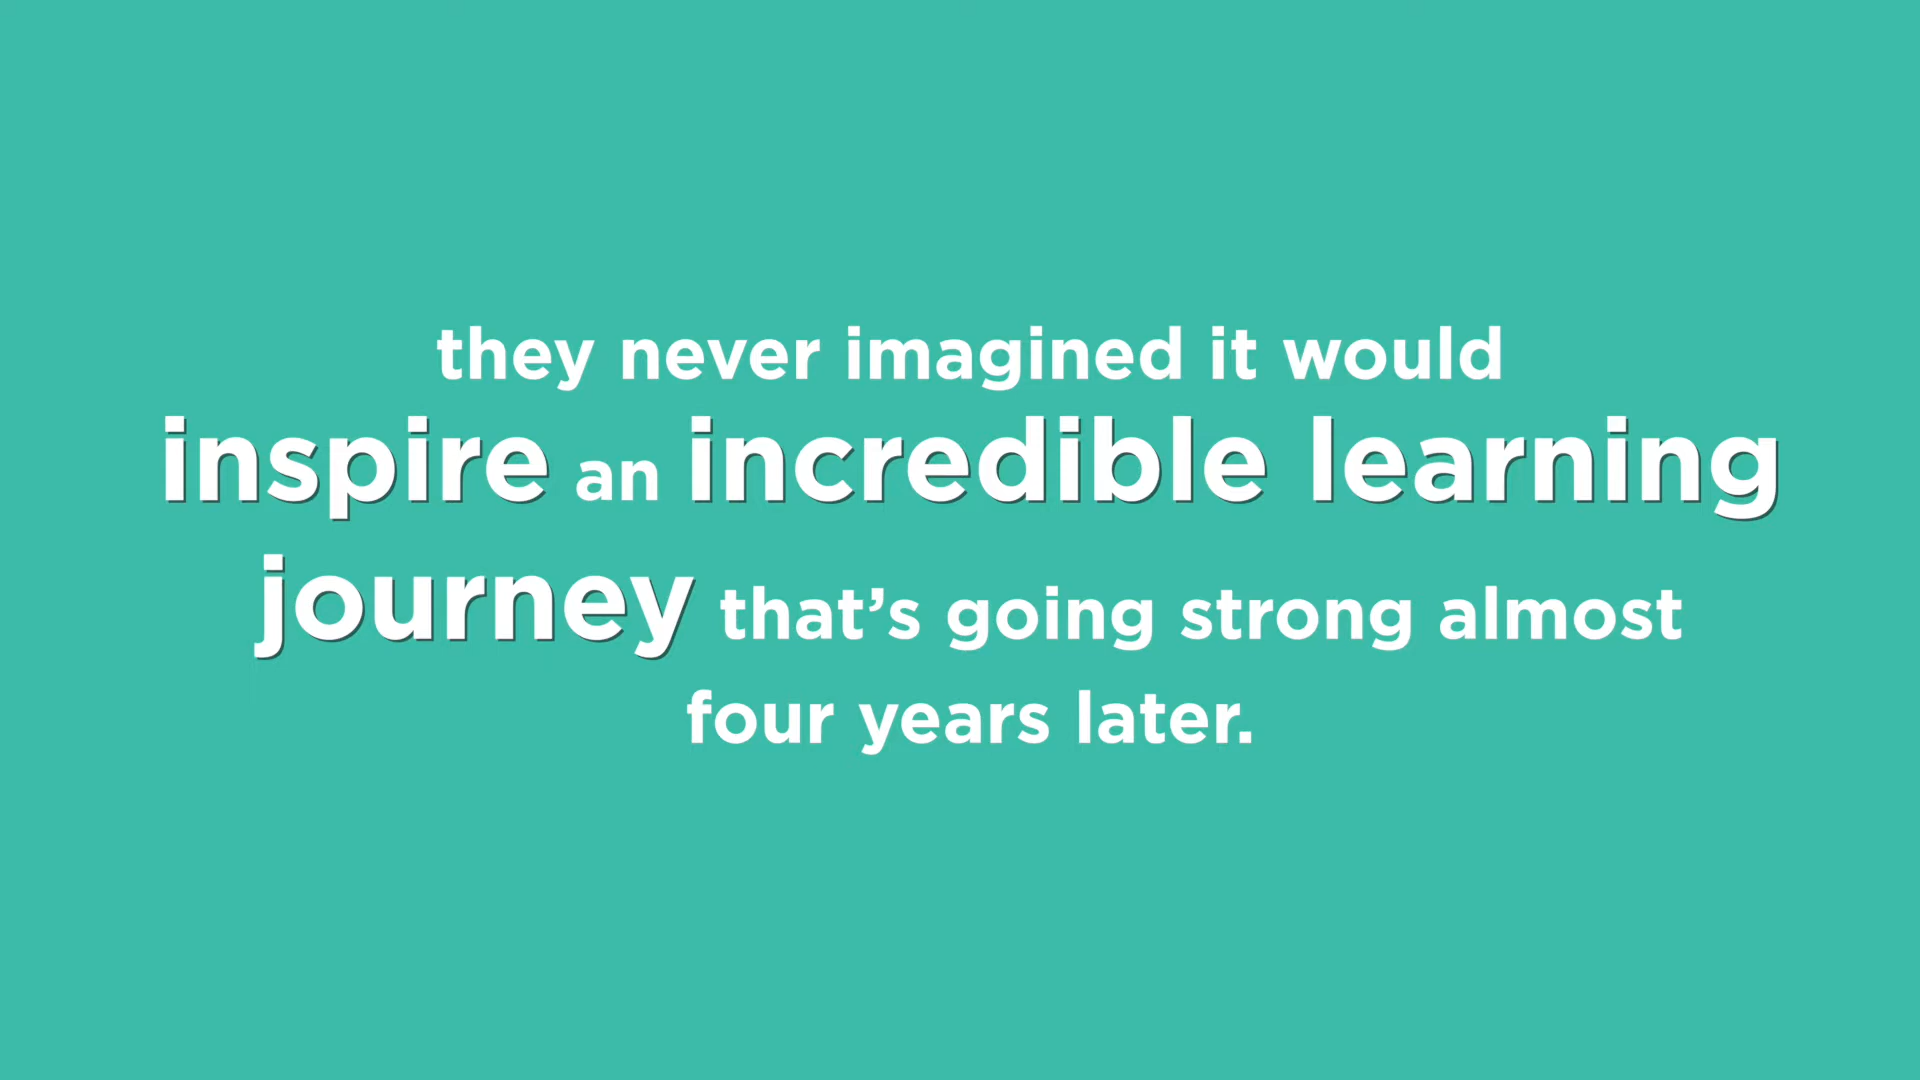 they never imagined it would
inspire an incredible learning
journey that’s going strong almost
four years later.